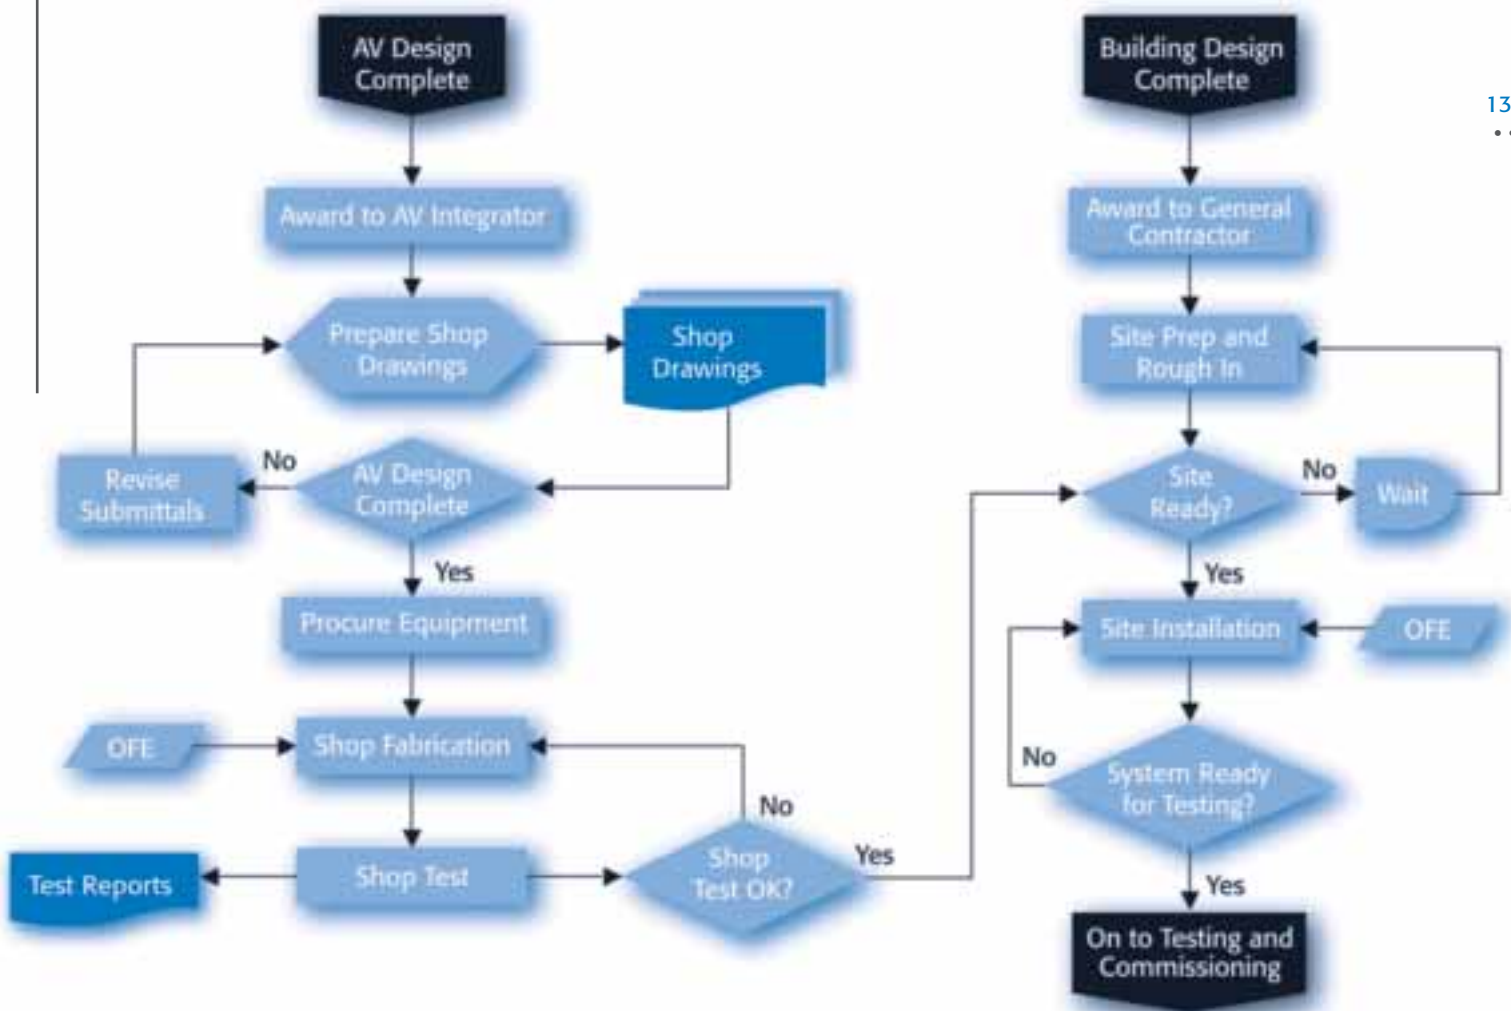 AV Design
Complete
Award to AV Integrator
Prepare Shop
Drawings
Shop
Drawings
No
Revise
Submittals
AV Design
Complete
Yes
Procure Equipment
OFE
Shop Fabrication
No
Test Reports
Shop Test
Shop
Test OK?
Yes
Building Design
Complete
13
Award to General
Contractor
Site Prep and
Rough In
Site
Ready?
No
Wait
Yes
Site Installation
OFE
No
System Ready
for Testing?
Yes
On to Testing and
Commissioning